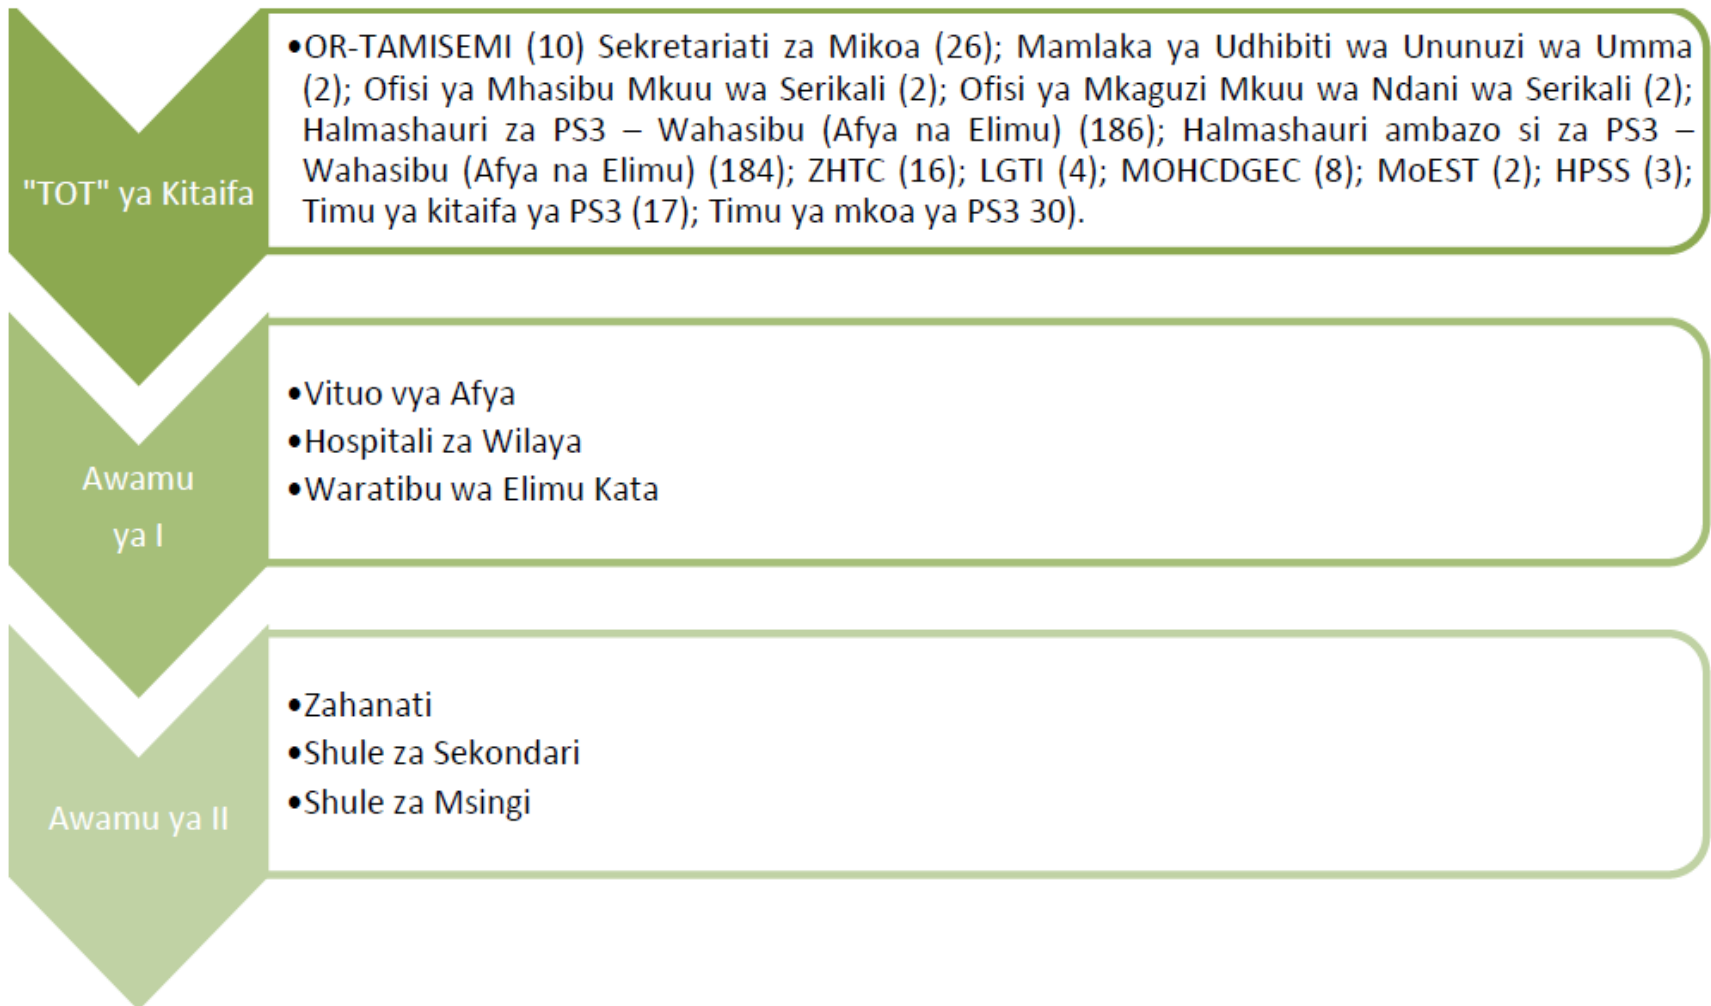 "TOT" ya Kitaifa
•OR-TAMISEMI (10) Sekretariati za Mikoa (26); Mamlaka ya Udhibiti wa Ununuzi wa Umma
(2); Ofisi ya Mhasibu Mkuu wa Serikali (2); Ofisi ya Mkaguzi Mkuu wa Ndani wa Serikali (2);
Halmashauri za PS3 – Wahasibu (Afya na Elimu) (186); Halmashauri ambazo si za PS3 –
Wahasibu (Afya na Elimu) (184); ZHTC (16); LGTI (4); MOHCDGEC (8); MoEST (2); HPSS (3);
Timu ya kitaifa ya PS3 (17); Timu ya mkoa ya PS3 30).
Awamu
ya I
•Vituo vya Afya
•Hospitali za Wilaya
•Waratibu wa Elimu Kata
Awamu ya II
•Zahanati
•Shule za Sekondari
•Shule za Msingi